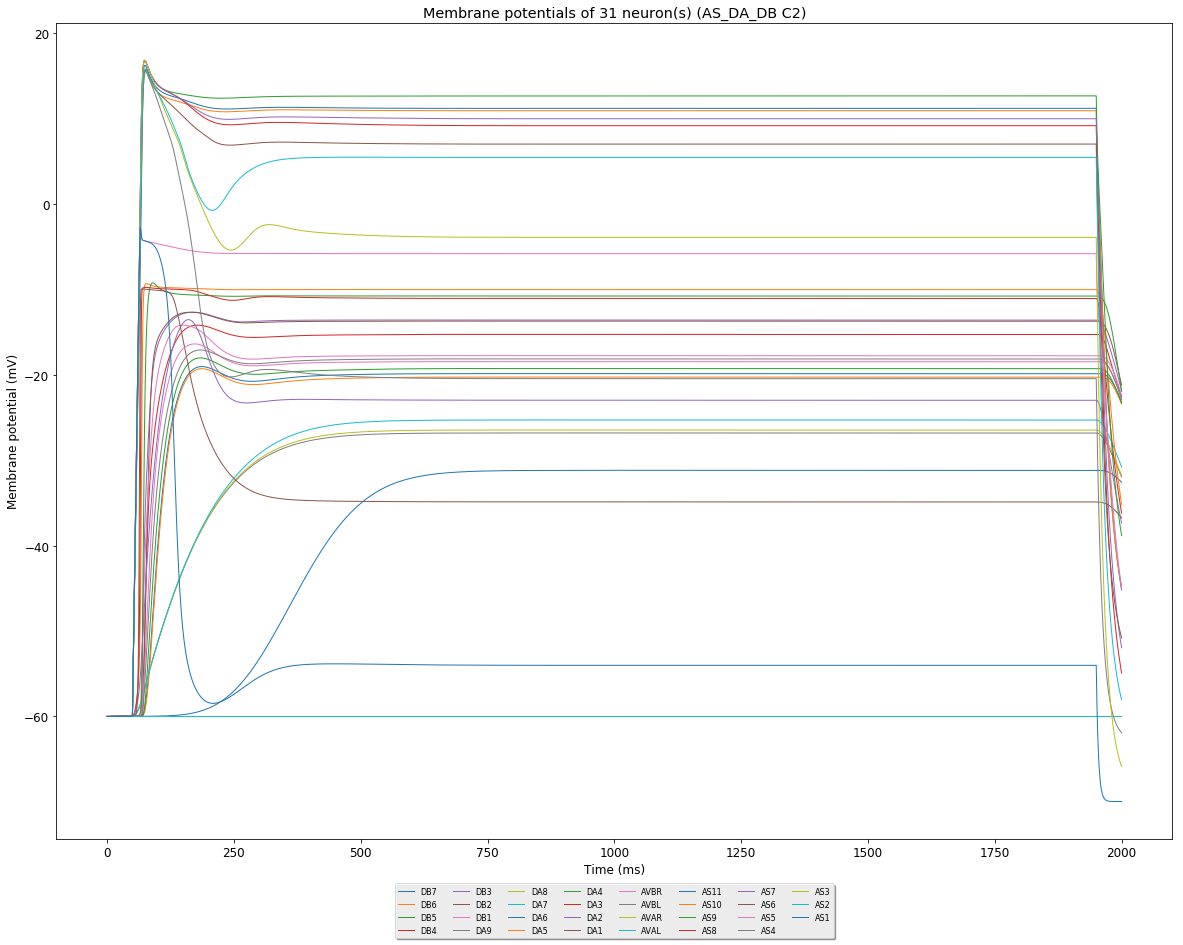 Membrane potentials of 31 neuron(s) (AS_DA_DB C2)
20
0
−20
−40
−60
Membrane potential (mV)
0 250 500 750 1000 1250 1500 1750 2000
Time (ms)
DB7 DB3 DA8 DA4 AVBR AS11 AS7 AS3
DB6 DB2 DA7 DA3 AVBL AS10 AS6 AS2
DB5 DB1 DA6 DA2 AVAR AS9 AS5 AS1
DB4 DA9 DA5 DA1 AVAL AS8 AS4